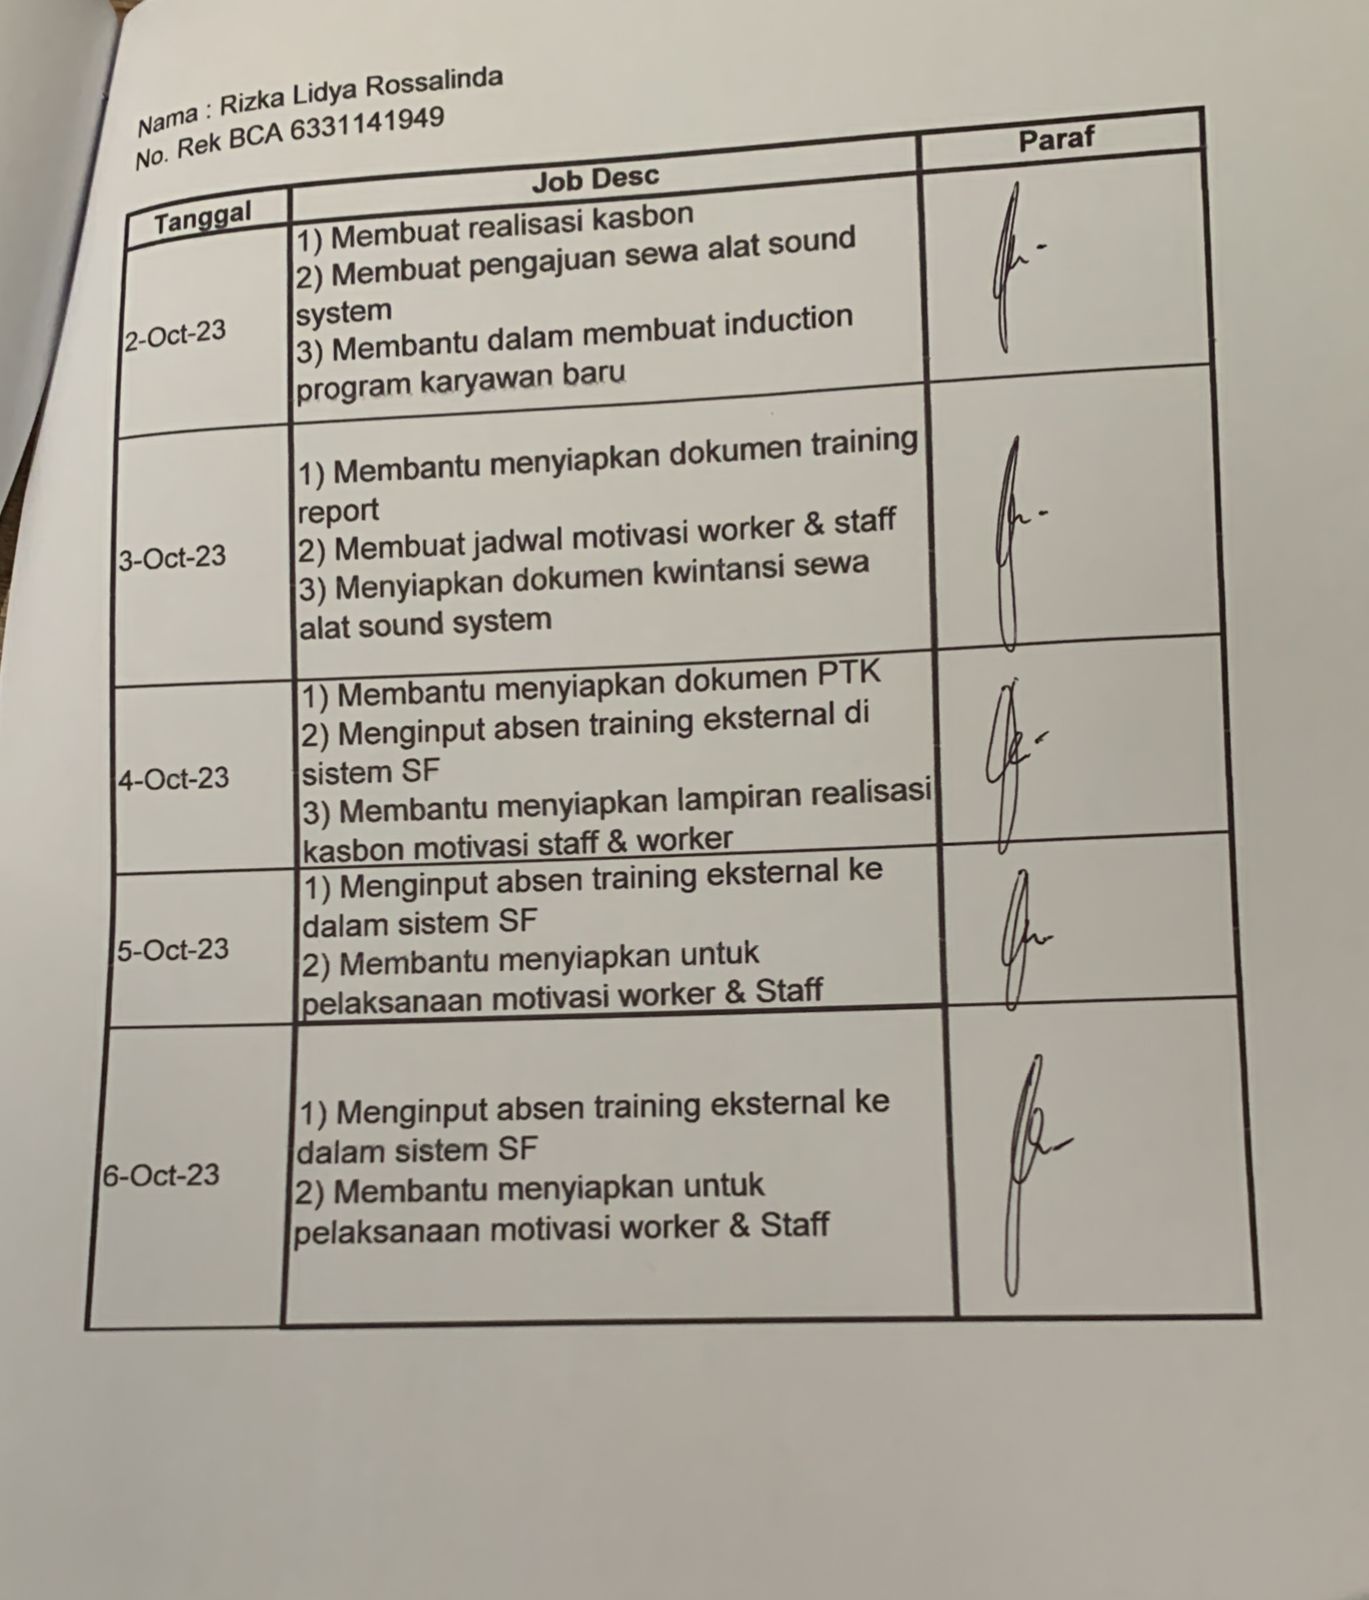 Nama : Rizka Lidya Rossalinda
No. Rek BCA 6331141949
Tanggal
Job Desc
Paraf
2-Oct-23
1) Membuat realisasi kasbon
2) Membuat pengajuan sewa alat sound
system
3) Membantu dalam membuat induction
program karyawan baru
3-Oct-23
1) Membantu menyiapkan dokumen training
report
2) Membuat jadwal motivasi worker & staff
3) Menyiapkan dokumen kwintansi sewa
alat sound system
4-Oct-23
1) Membantu menyiapkan dokumen PTK
2) Menginput absen training eksternal di
sistem SF
3) Membantu menyiapkan lampiran realisasi
kasbon motivasi staff & worker
5-Oct-23
1) Menginput absen training eksternal ke
dalam sistem SF
2) Membantu menyiapkan untuk
pelaksanaan motivasi worker & Staff
6-Oct-23
1) Menginput absen training eksternal ke
dalam sistem SF
2) Membantu menyiapkan untuk
pelaksanaan motivasi worker & Staff